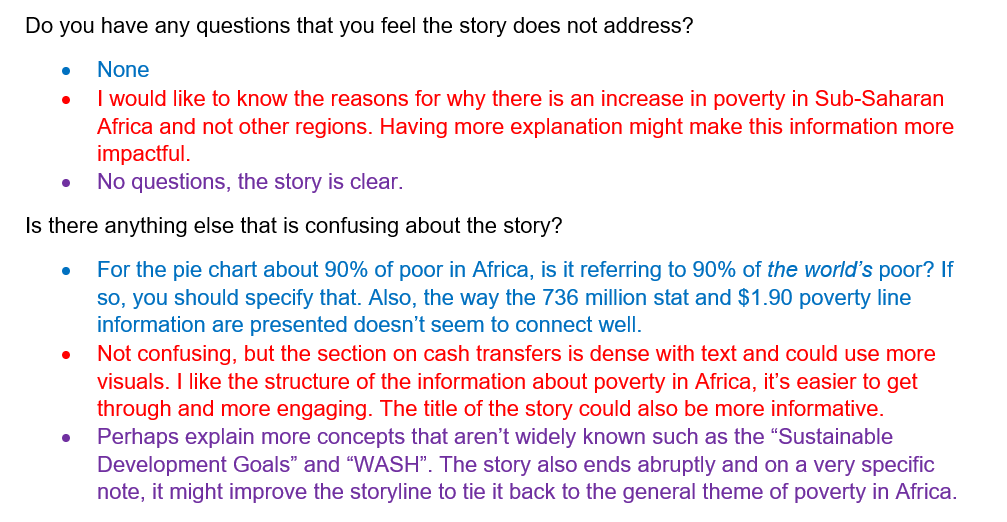 Do you have any questions that you feel the story does not address?
• None
• I would like to know the reasons for why there is an increase in poverty in Sub-Saharan
Africa and not other regions. Having more explanation might make this information more
impactful.
• No questions, the story is clear.
Is there anything else that is confusing about the story?
• For the pie chart about 90% of poor in Africa, is it referring to 90% of the world’s poor? If
so, you should specify that. Also, the way the 736 million stat and $1.90 poverty line
information are presented doesn’t seem to connect well.
• Not confusing, but the section on cash transfers is dense with text and could use more
visuals. I like the structure of the information about poverty in Africa, it’s easier to get
through and more engaging. The title of the story could also be more informative.
• Perhaps explain more concepts that aren’t widely known such as the “Sustainable
Development Goals” and “WASH”. The story also ends abruptly and on a very specific
note, it might improve the storyline to tie it back to the general theme of poverty in Africa.